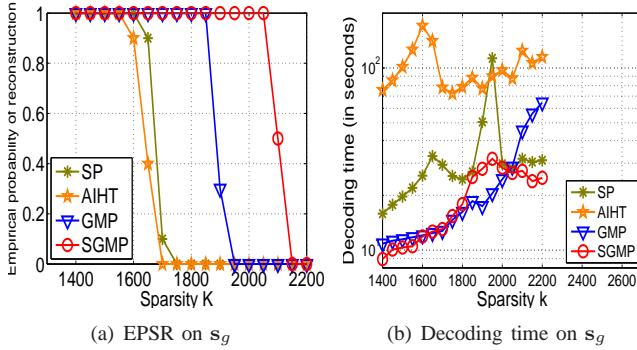 Empirical probability of reconstruction
1
0.8
0.6
0.4
0.2
0
SP
AIHT
GMP
SGMP
1400 1600 1800 2000 2200
Sparsity K
(a) EPSR on s_g
Decoding time (in seconds)
10^2
10^1
SP
AIHT
GMP
SGMP
1400 1600 1800 2000 2200 2400 2600
Sparsity k
(b) Decoding time on s_g